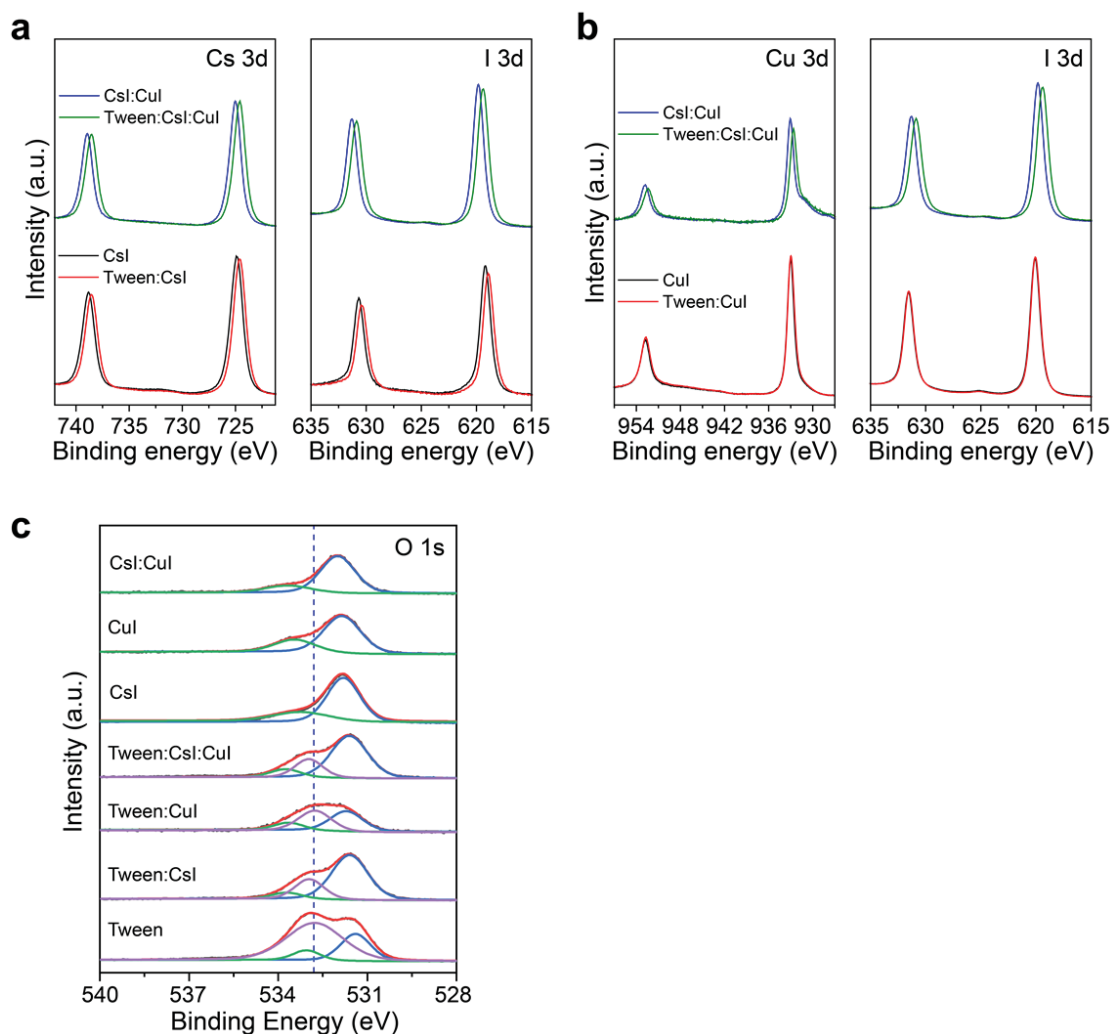 a
Cs 3d
I 3d
CsI:CuI
Tween:CsI:CuI
CsI
Tween:CsI
Intensity (a.u.)
740 735 730 725
635 630 625 620 615
Binding energy (eV)
Binding energy (eV)
b
Cu 3d
I 3d
CsI:CuI
Tween:CsI:CuI
CuI
Tween:CuI
Intensity (a.u.)
954 948 942 936 930
635 630 625 620 615
Binding energy (eV)
Binding energy (eV)
c
O 1s
CsI:CuI
CuI
CsI
Tween:CsI:CuI
Tween:CuI
Tween:CsI
Tween
Intensity (a.u.)
540 537 534 531 528
Binding Energy (eV)